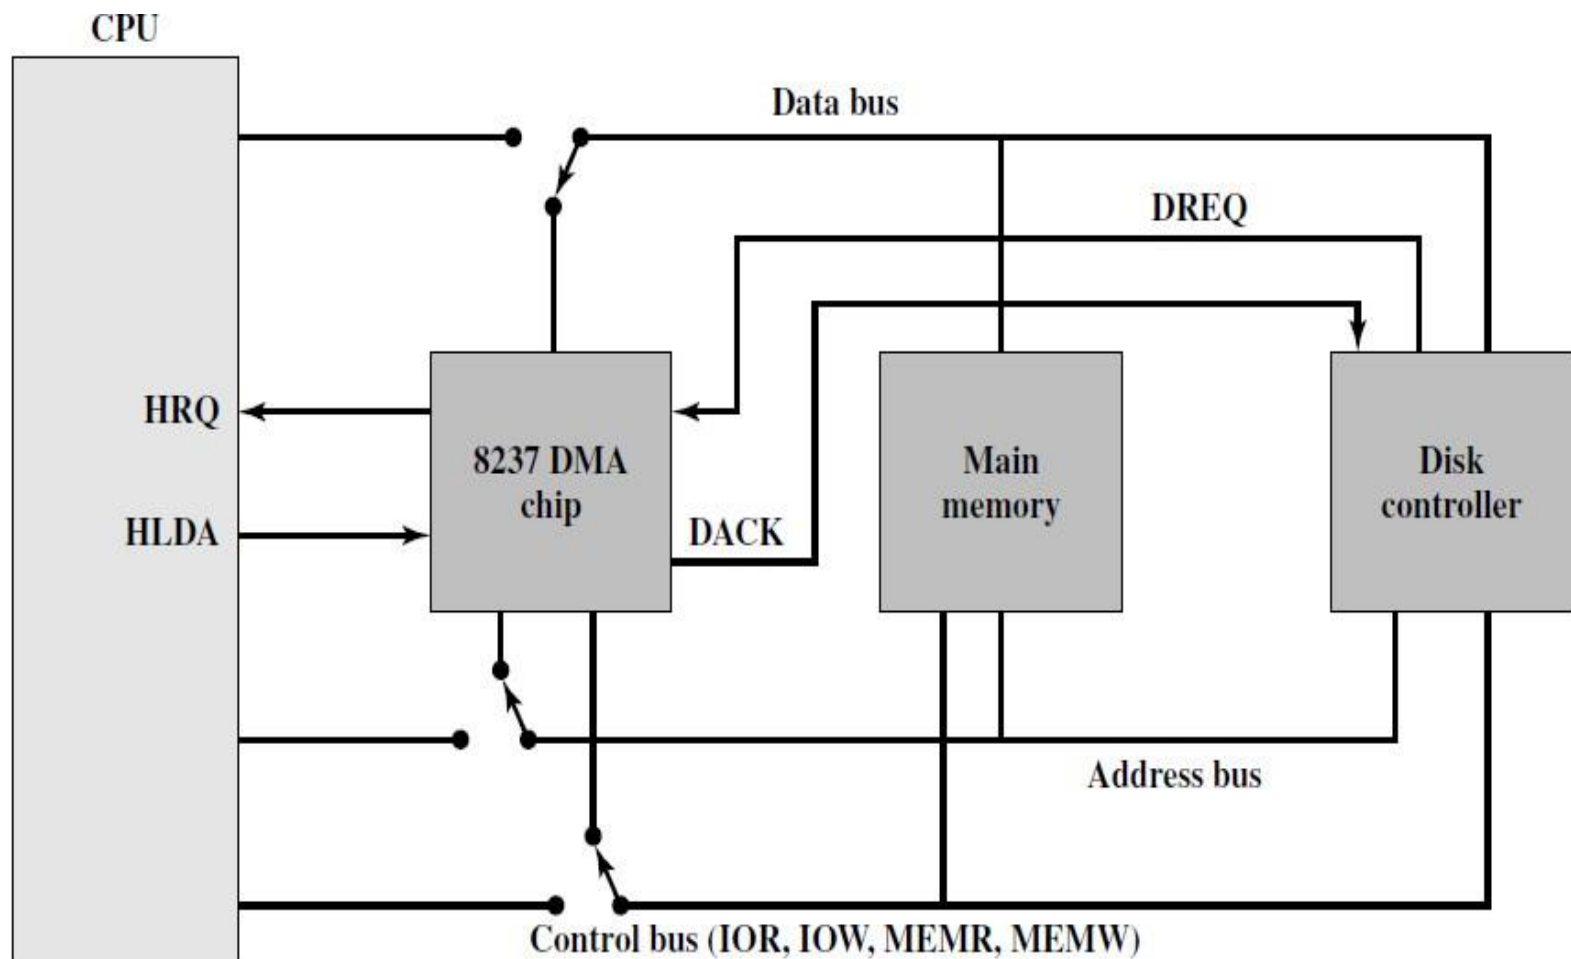 CPU
Data bus
DREQ
HRQ
8237 DMA
chip
Main
memory
Disk
controller
HLDA
DACK
Address bus
Control bus (IOR, IOW, MEMR, MEMW)